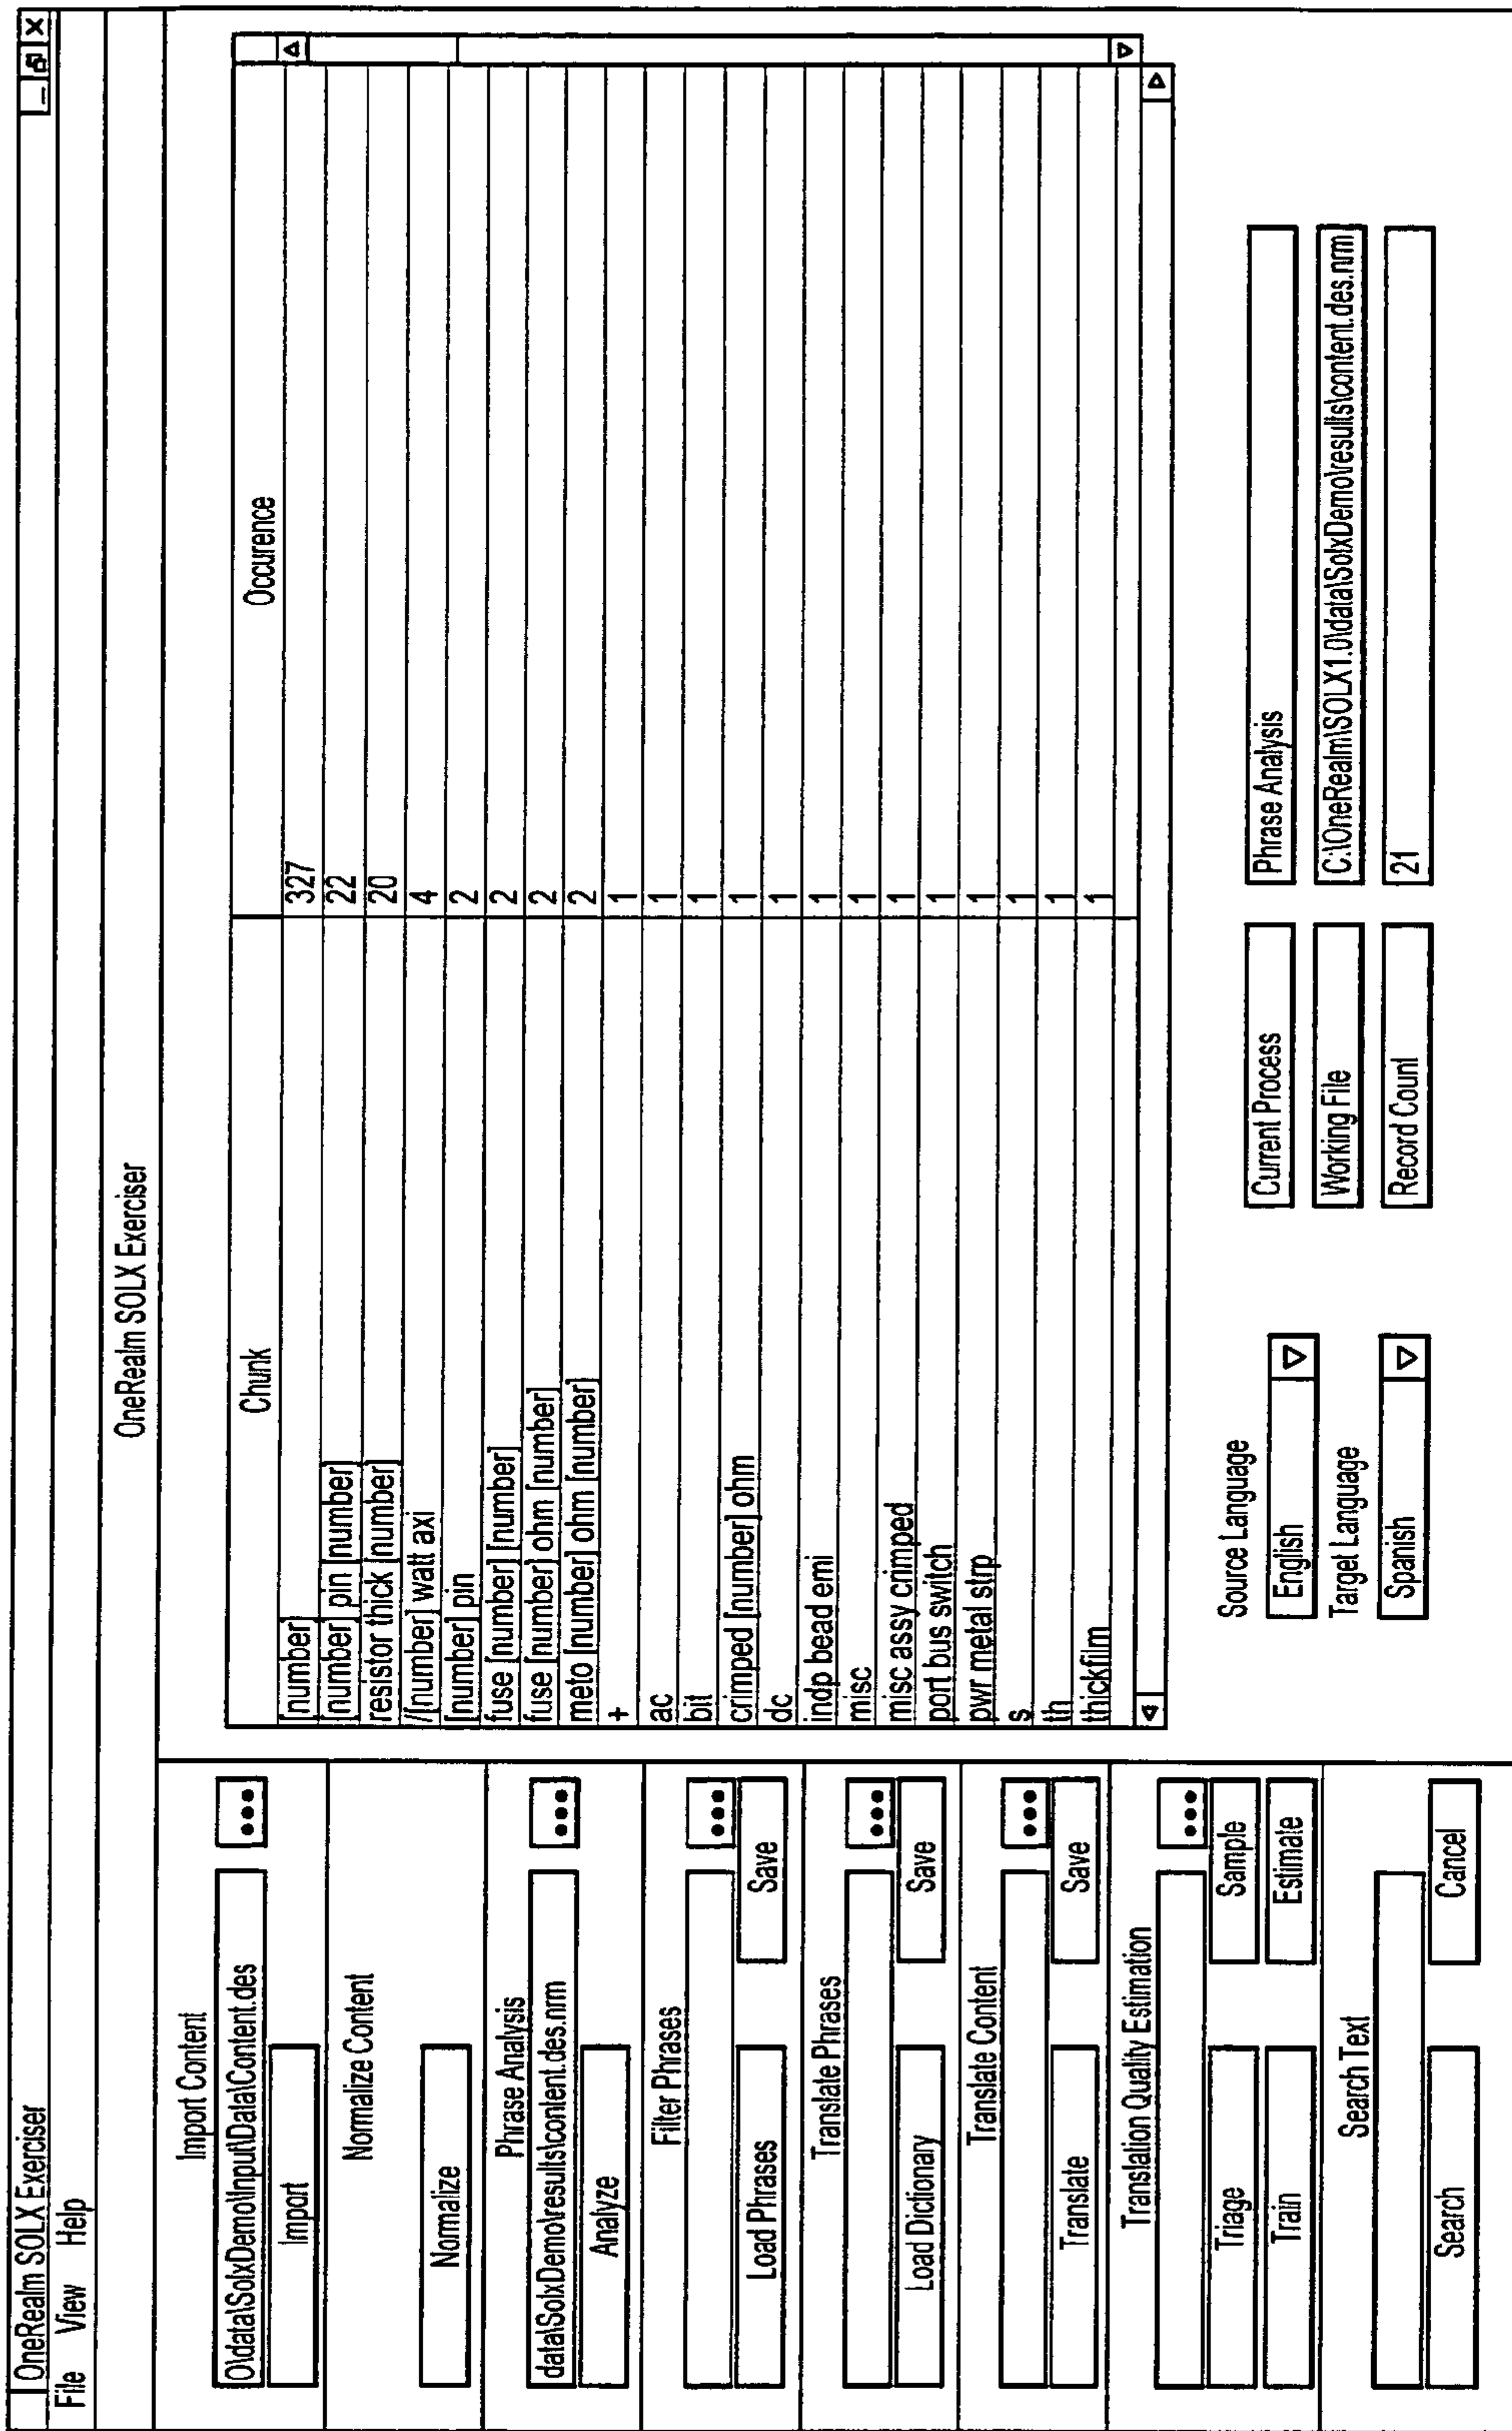 OneRealm SOLX Exerciser
File View Help
OneRealm SOLX Exerciser
Import Content
0\data\SolxDemo\Input\Data\Content.des
Import
Normalize Content
Normalize
Phrase Analysis
data\SolxDemo\results\content.des.nrm
Analyze
Filter Phrases
Load Phrases Save
Translate Phrases
Load Dictionary Save
Translate Content
Translate Save
Translation Quality Estimation
Triage Sample
Train Estimate
Search Text
Search Cancel
Chunk Occurence
[number] 327
[number] pin [number] 22
resistor thick [number] 20
//[number] watt axi 4
[number] pin 2
fuse [number] [number] 2
fuse [number] ohm [number] 2
meto [number] ohm [number] 2
+ 1
ac 1
bit 1
crimped [number] ohm 1
dc 1
indp bead emi 1
misc 1
misc assy crimped 1
port bus switch 1
pwr metal strp 1
s 1
th 1
thickfilm 1
Source Language
English
Target Language
Spanish
Current Process Phrase Analysis
Working File C:\OneRealm\SOLX1.0\data\SolxDemo\results\content.des.nrm
Record Count 21